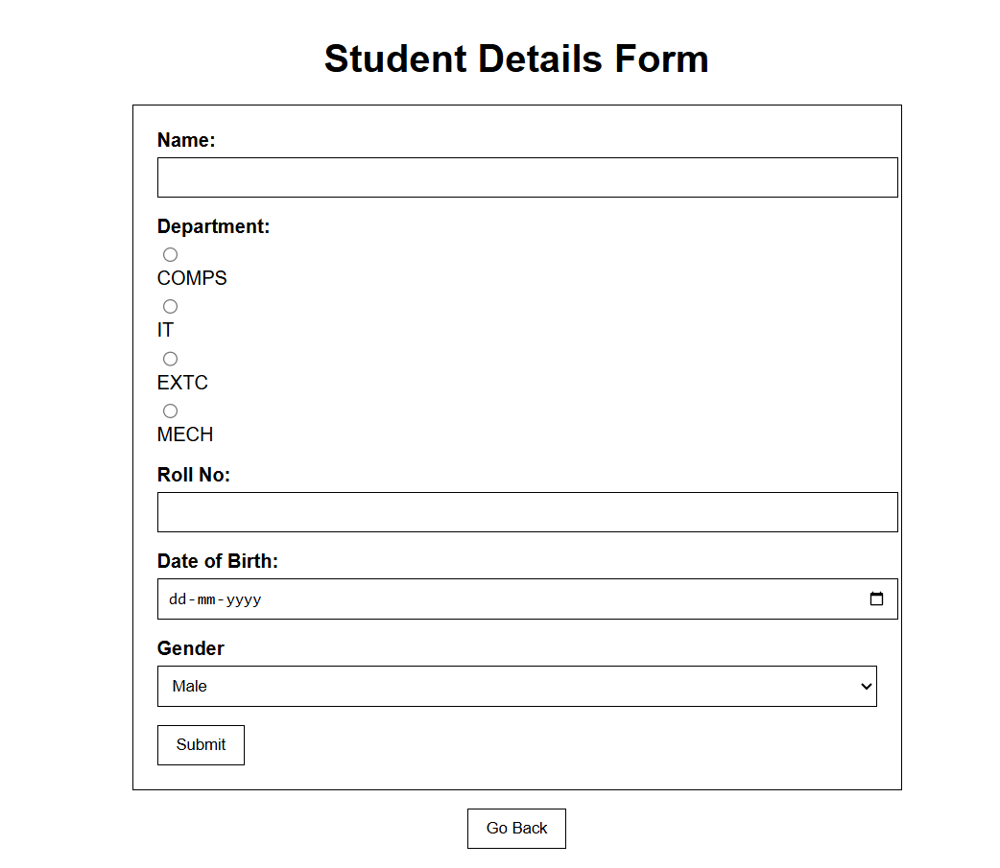 Student Details Form
Name:
Department:
COMPS
IT
EXTC
MECH
Roll No:
Date of Birth:
dd-mm-yyyy
Gender
Male
Submit
Go Back